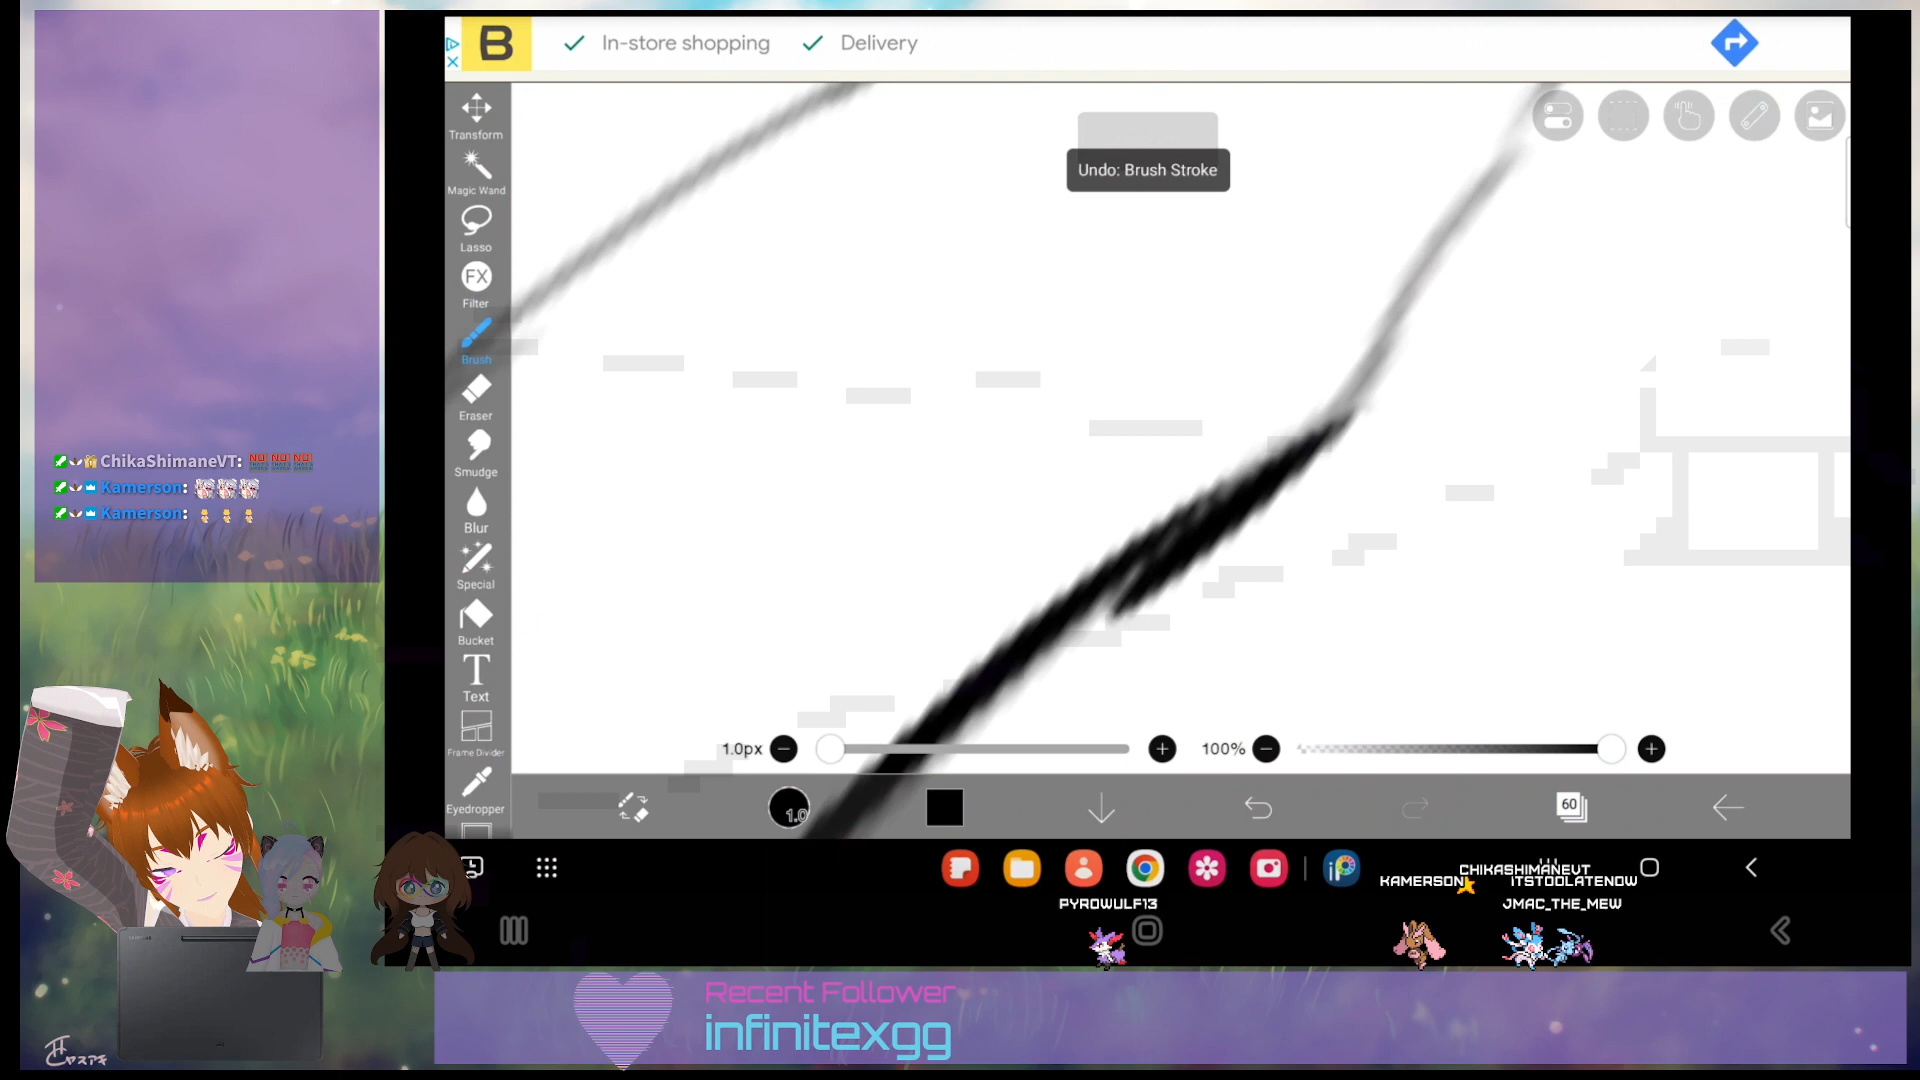 B
In-store shopping
Delivery
Transform
Magic Wand
Lasso
FX
Filter
Brush
Eraser
Smudge
Blur
Special
Bucket
T
Text
Frame Divider
Eyedropper
Undo: Brush Stroke
1.0px
100%
1.0
60
ChikaShimaneVT:
Kamerson:
Kamerson:
CHIKASHIMANEVT
KAMERSON
ITSTOOLATENOW
PYROWULF13
JMAC_THE_MEW
Recent Follower
infinitexgg